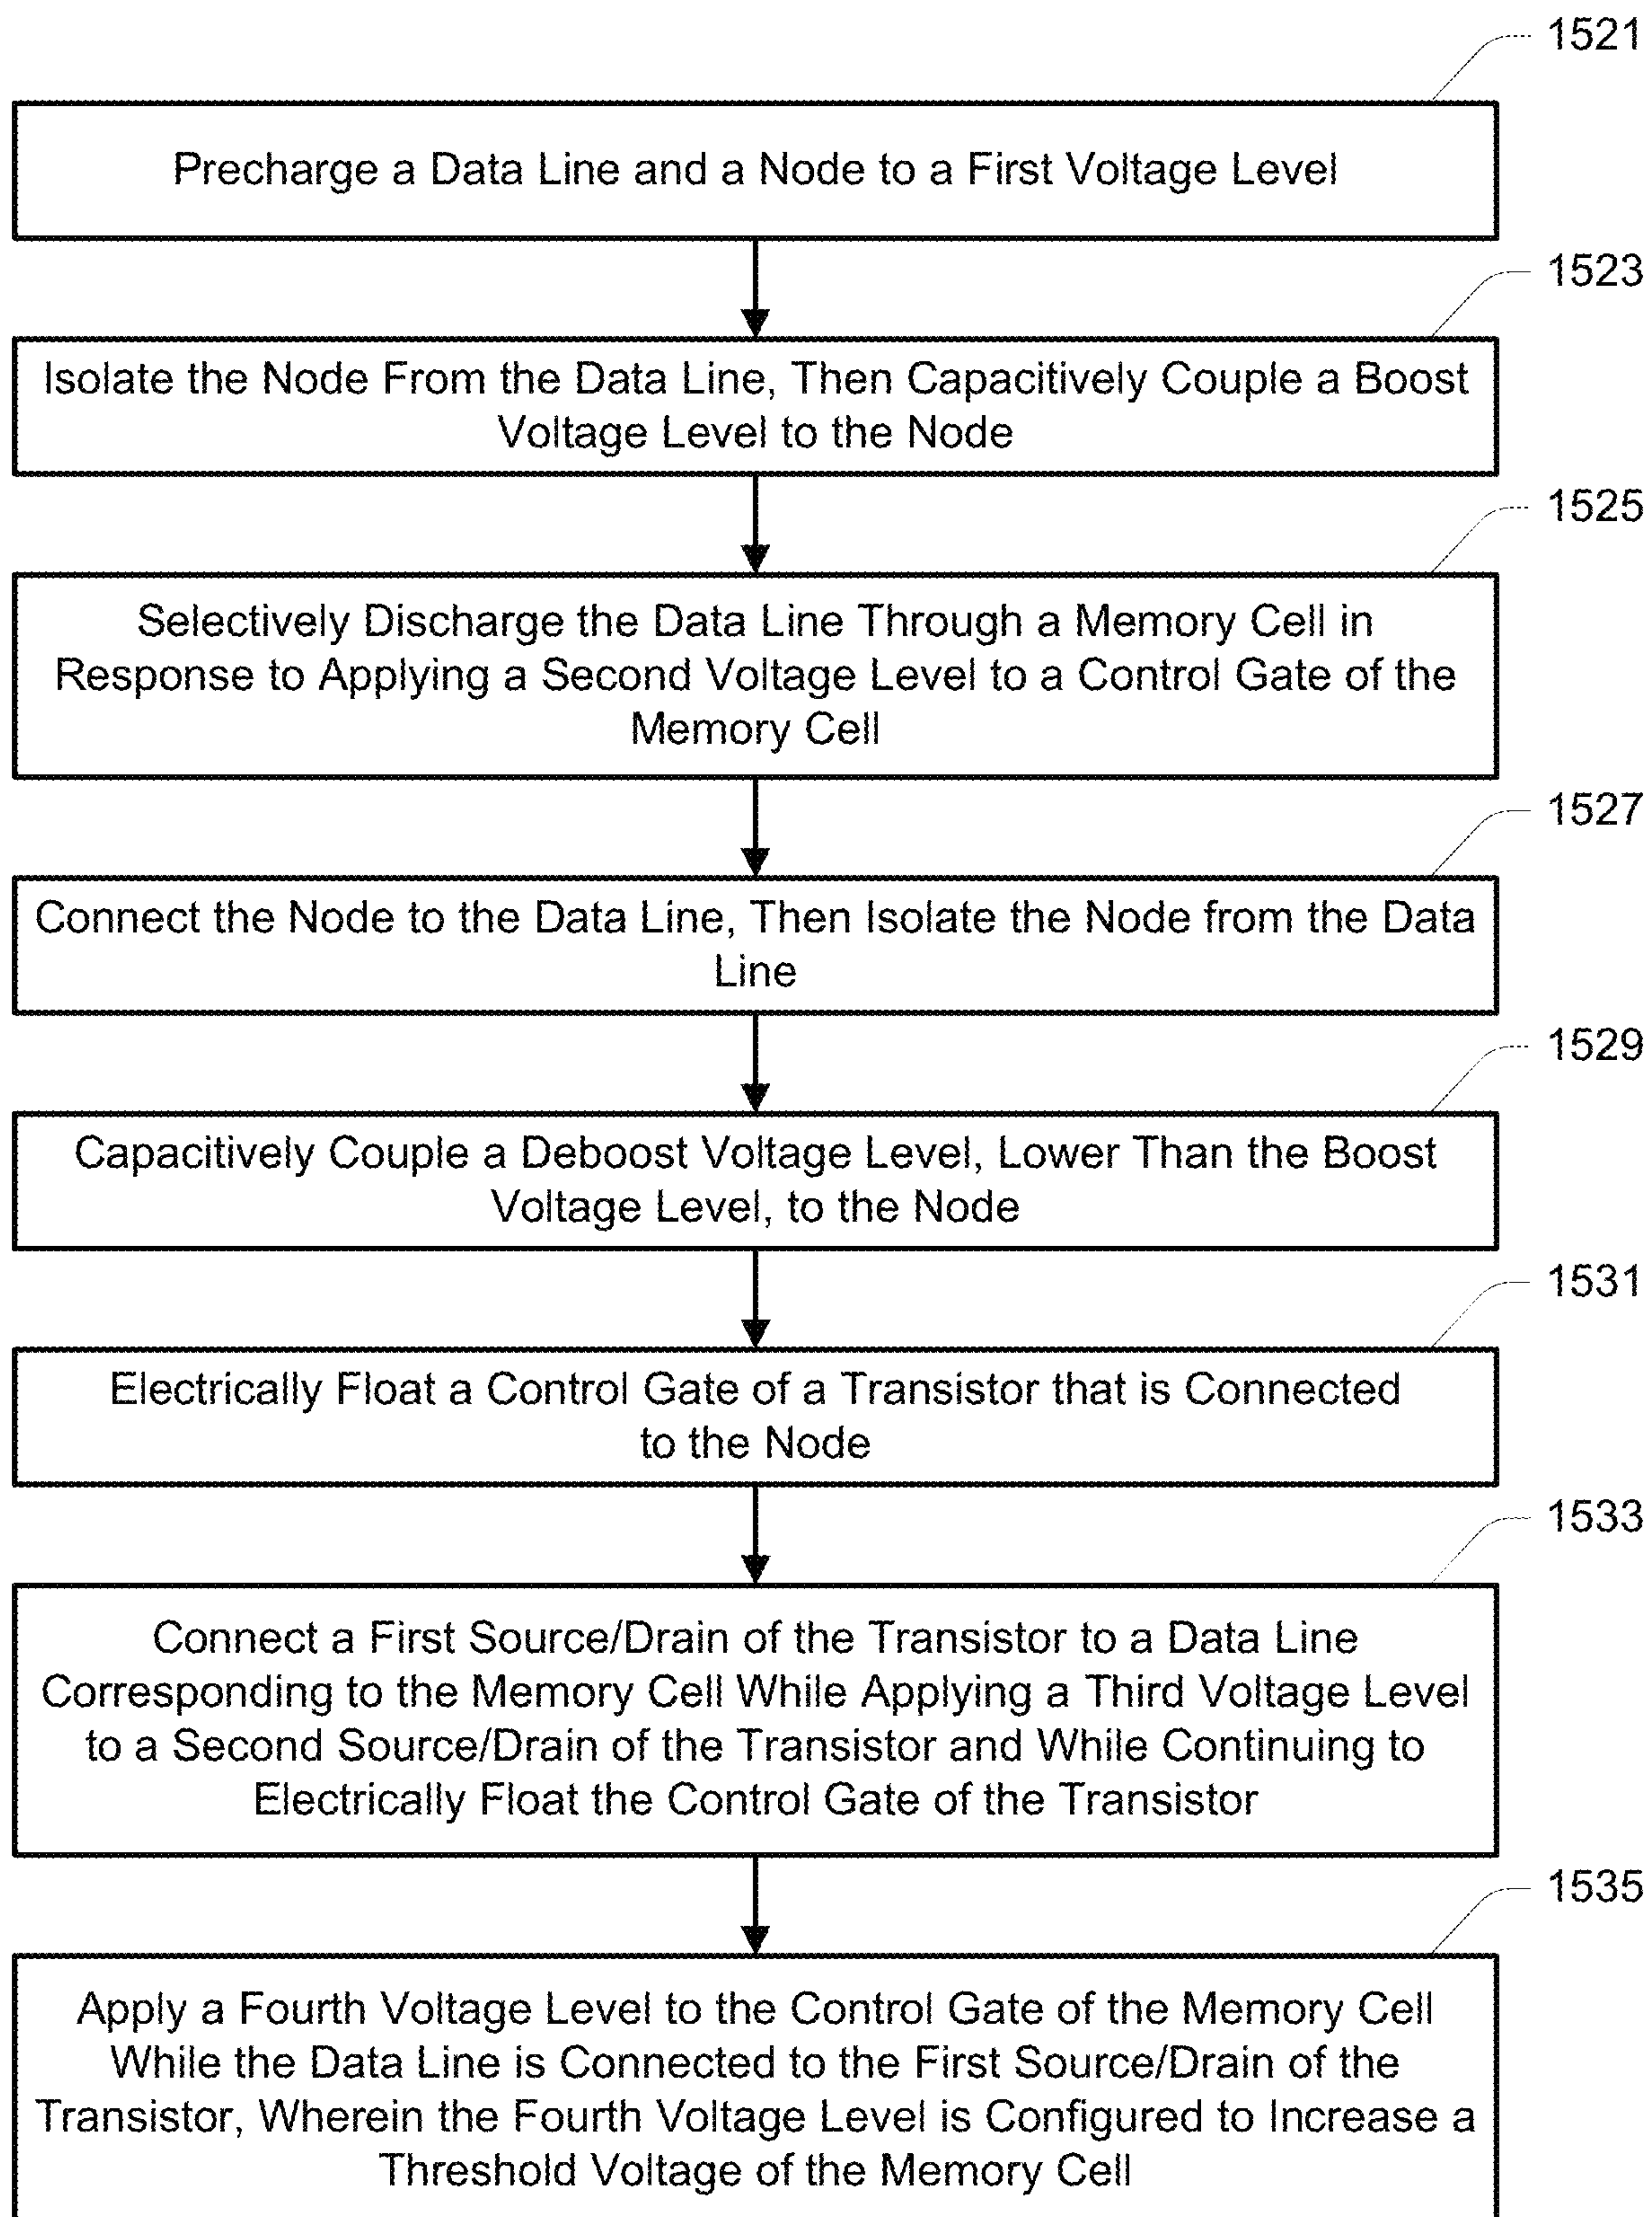 1521
Precharge a Data Line and a Node to a First Voltage Level
1523
Isolate the Node From the Data Line, Then Capacitively Couple a Boost
Voltage Level to the Node
1525
Selectively Discharge the Data Line Through a Memory Cell in
Response to Applying a Second Voltage Level to a Control Gate of the
Memory Cell
1527
Connect the Node to the Data Line, Then Isolate the Node from the Data
Line
1529
Capacitively Couple a Deboost Voltage Level, Lower Than the Boost
Voltage Level, to the Node
1531
Electrically Float a Control Gate of a Transistor that is Connected
to the Node
1533
Connect a First Source/Drain of the Transistor to a Data Line
Corresponding to the Memory Cell While Applying a Third Voltage Level
to a Second Source/Drain of the Transistor and While Continuing to
Electrically Float the Control Gate of the Transistor
1535
Apply a Fourth Voltage Level to the Control Gate of the Memory Cell
While the Data Line is Connected to the First Source/Drain of the
Transistor, Wherein the Fourth Voltage Level is Configured to Increase a
Threshold Voltage of the Memory Cell